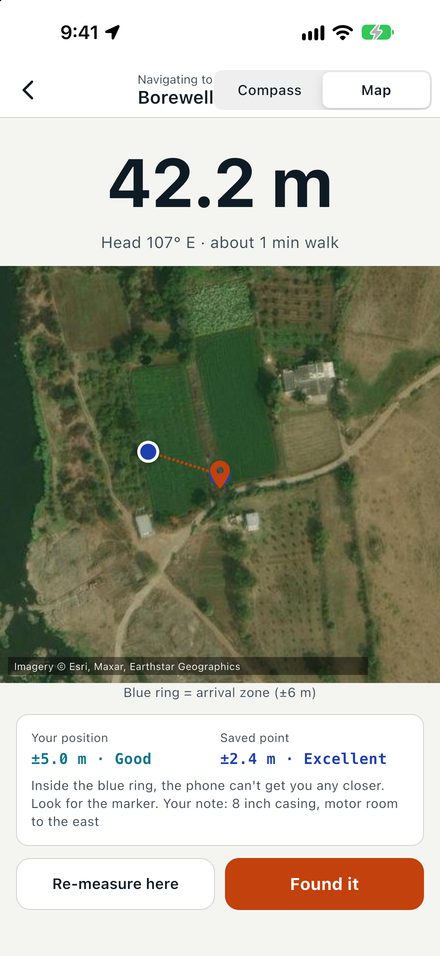 9:41
Navigating to
Borewell
Compass
Map
42.2 m
Head 107° E · about 1 min walk
Imagery © Esri, Maxar, Earthstar Geographics
Blue ring = arrival zone (±6 m)
Your position
±5.0 m · Good
Saved point
±2.4 m · Excellent
Inside the blue ring, the phone can't get you any closer.
Look for the marker. Your note: 8 inch casing, motor room
to the east
Re-measure here
Found it